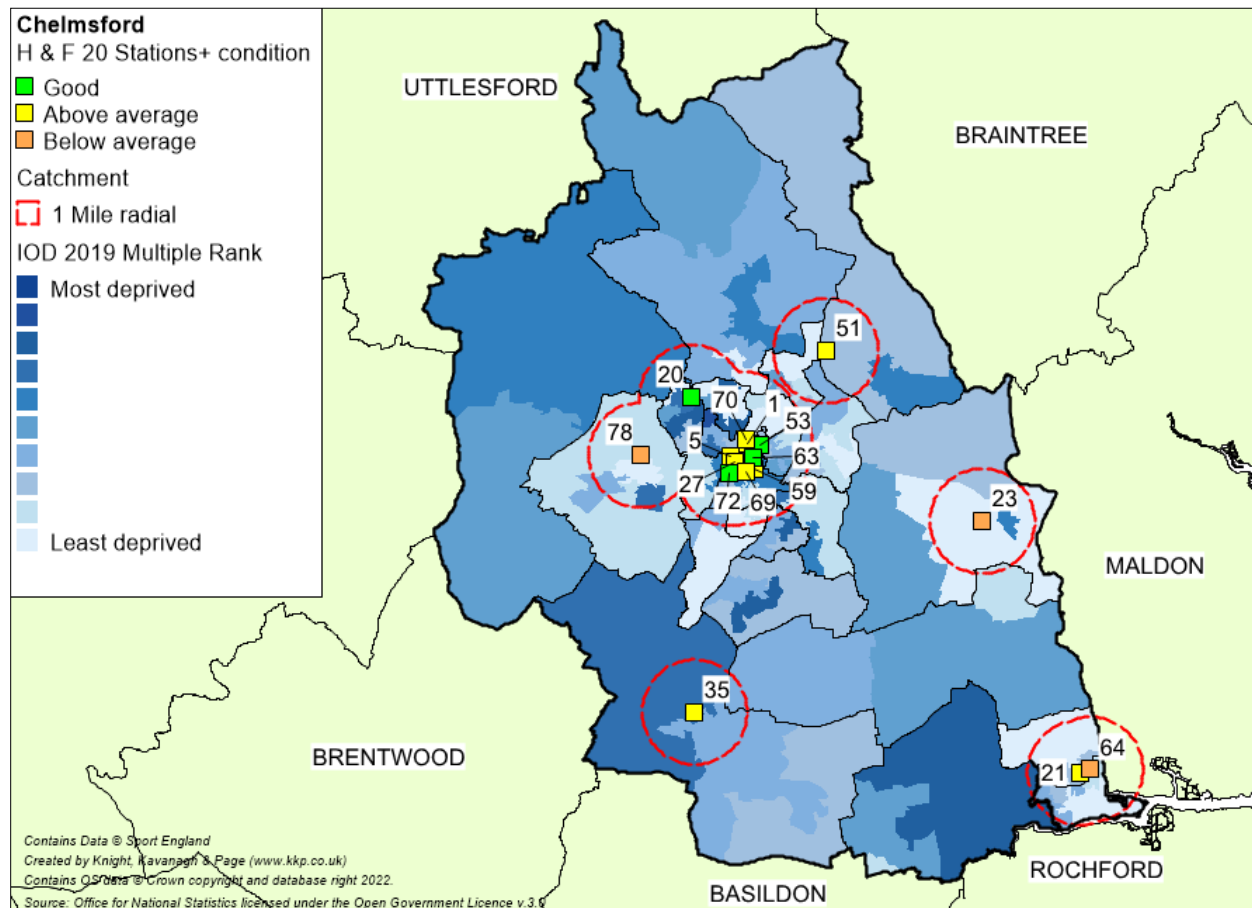 Chelmsford
H & F 20 Stations+ condition
Good
Above average
Below average
Catchment
1 Mile radial
IOD 2019 Multiple Rank
Most deprived
Least deprived
UTTLESFORD
BRAINTREE
51
20
70
1
53
78
5
63
27
72
69
59
23
MALDON
35
BRENTWOOD
64
21
ROCHFORD
BASILDON
Contains Data © Sport England
Created by Knight, Kavanagh & Page (www.kkp.co.uk)
Contains OS data © Crown copyright and database right 2022.
Source: Office for National Statistics licensed under the Open Government Licence v.3.0